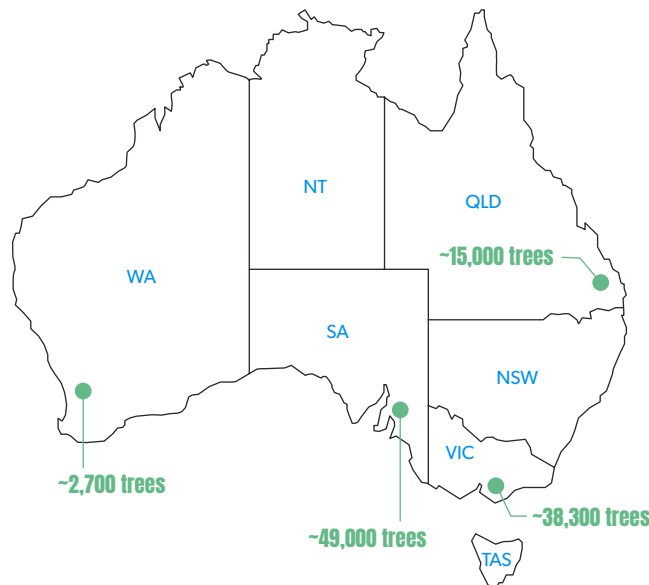 NT
QLD
~15,000 trees
WA
SA
NSW
VIC
~2,700 trees
~38,300 trees
~49,000 trees
TAS